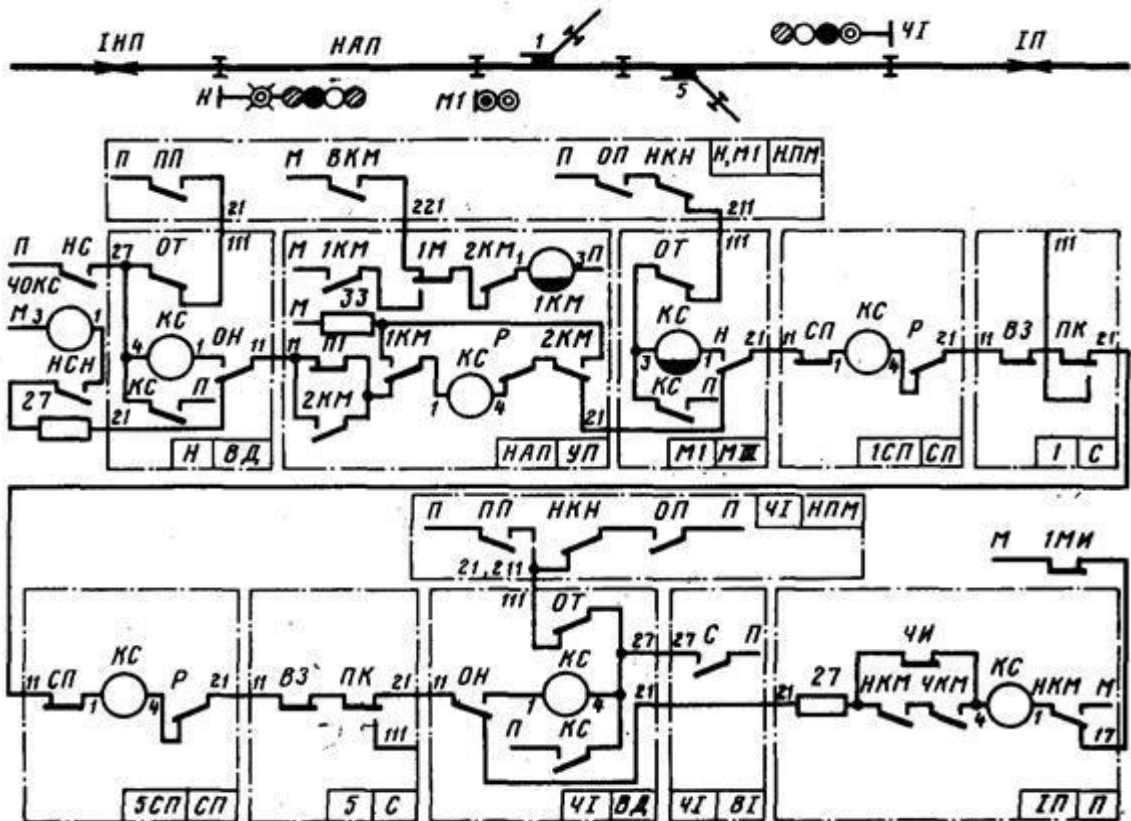 IНП НАП 1 ЧI IП
Н М1 5
П ПП М ВКМ П ОП НКН Н,М1 НПМ
21 221 211
П НС 27 ОТ 111 М 1КМ 1М 2КМ 1 3 П ОТ 111 111
ЧОКС 33 1КМ
М 3 1 КС М 1КМ Р 2КМ КС Н 11 СП КС Р 21 11 ВЗ ПК 21
4 1 ОН 11 11 П1 3 1 21 1 4
НСН КС П КС КС П
27 21 2КМ 1 4 21
Н ВД НАП УП М1 МIII 1СП СП 1 С
П ПП НКН ОП П ЧI НПМ
21,211 М 1МИ
111 ОТ
КС 27 27 С П ЧИ
11 СП КС Р 21 11 ВЗ ПК 21 11 ОН КС 21 21 27 НКМ ЧКМ КС НКМ М
1 4 1 4 4 1 17
111 П КС
5СП СП 5 С ЧI ВД ЧI ВI IП П